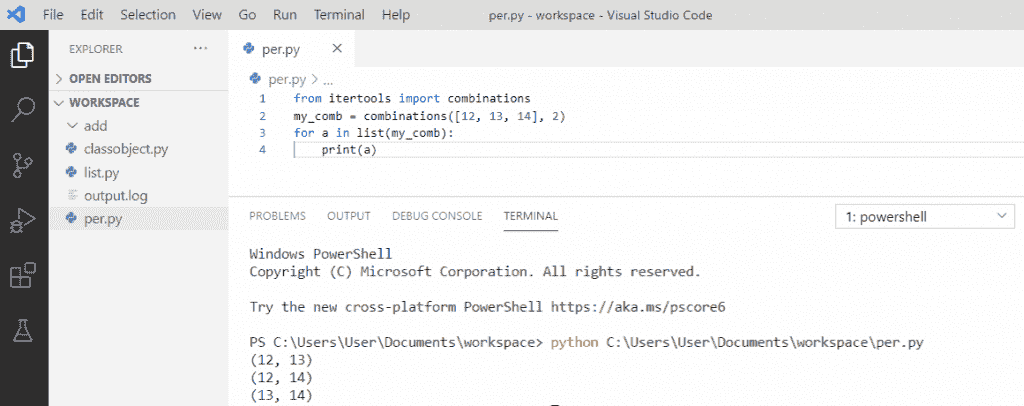 File Edit Selection View Go Run Terminal Help per.py - workspace - Visual Studio Code
EXPLORER ···
OPEN EDITORS
WORKSPACE
add
classobject.py
list.py
output.log
per.py
per.py
per.py > ...
1 from itertools import combinations
2 my_comb = combinations([12, 13, 14], 2)
3 for a in list(my_comb):
4     print(a)
PROBLEMS OUTPUT DEBUG CONSOLE TERMINAL 1: powershell
Windows PowerShell
Copyright (C) Microsoft Corporation. All rights reserved.
Try the new cross-platform PowerShell https://aka.ms/pscore6
PS C:\Users\User\Documents\workspace> python C:\Users\User\Documents\workspace\per.py
(12, 13)
(12, 14)
(13, 14)